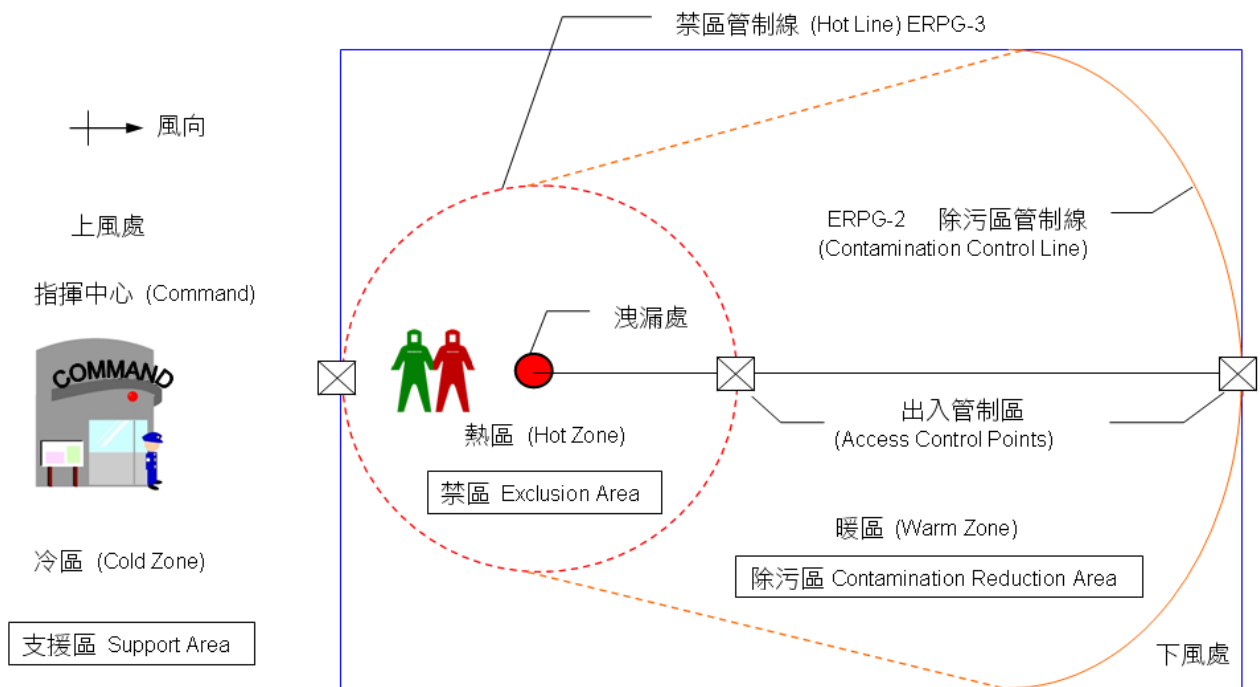 禁區管制線 (Hot Line) ERPG-3
風向
上風處
ERPG-2 除污區管制線
(Contamination Control Line)
指揮中心 (Command)
洩漏處
COMMAND
出入管制區
(Access Control Points)
熱區 (Hot Zone)
禁區 Exclusion Area
暖區 (Warm Zone)
冷區 (Cold Zone)
除污區 Contamination Reduction Area
支援區 Support Area
下風處